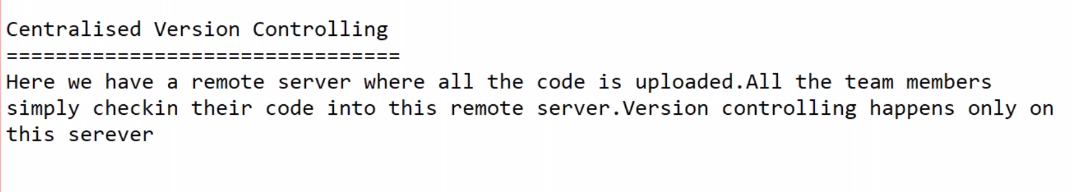 Centralised Version Controlling
================================
Here we have a remote server where all the code is uploaded.All the team members
simply checkin their code into this remote server.Version controlling happens only on
this serever